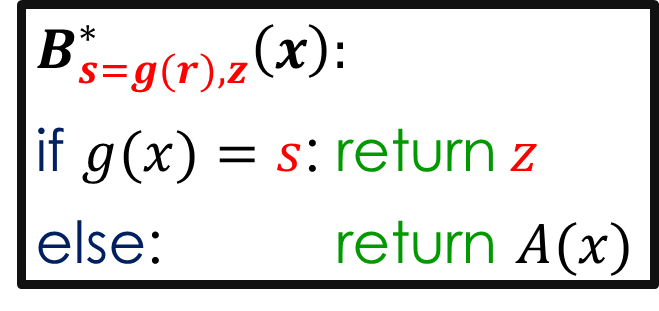 B*s=g(r),z(x):
if g(x) = s: return z
else: return A(x)